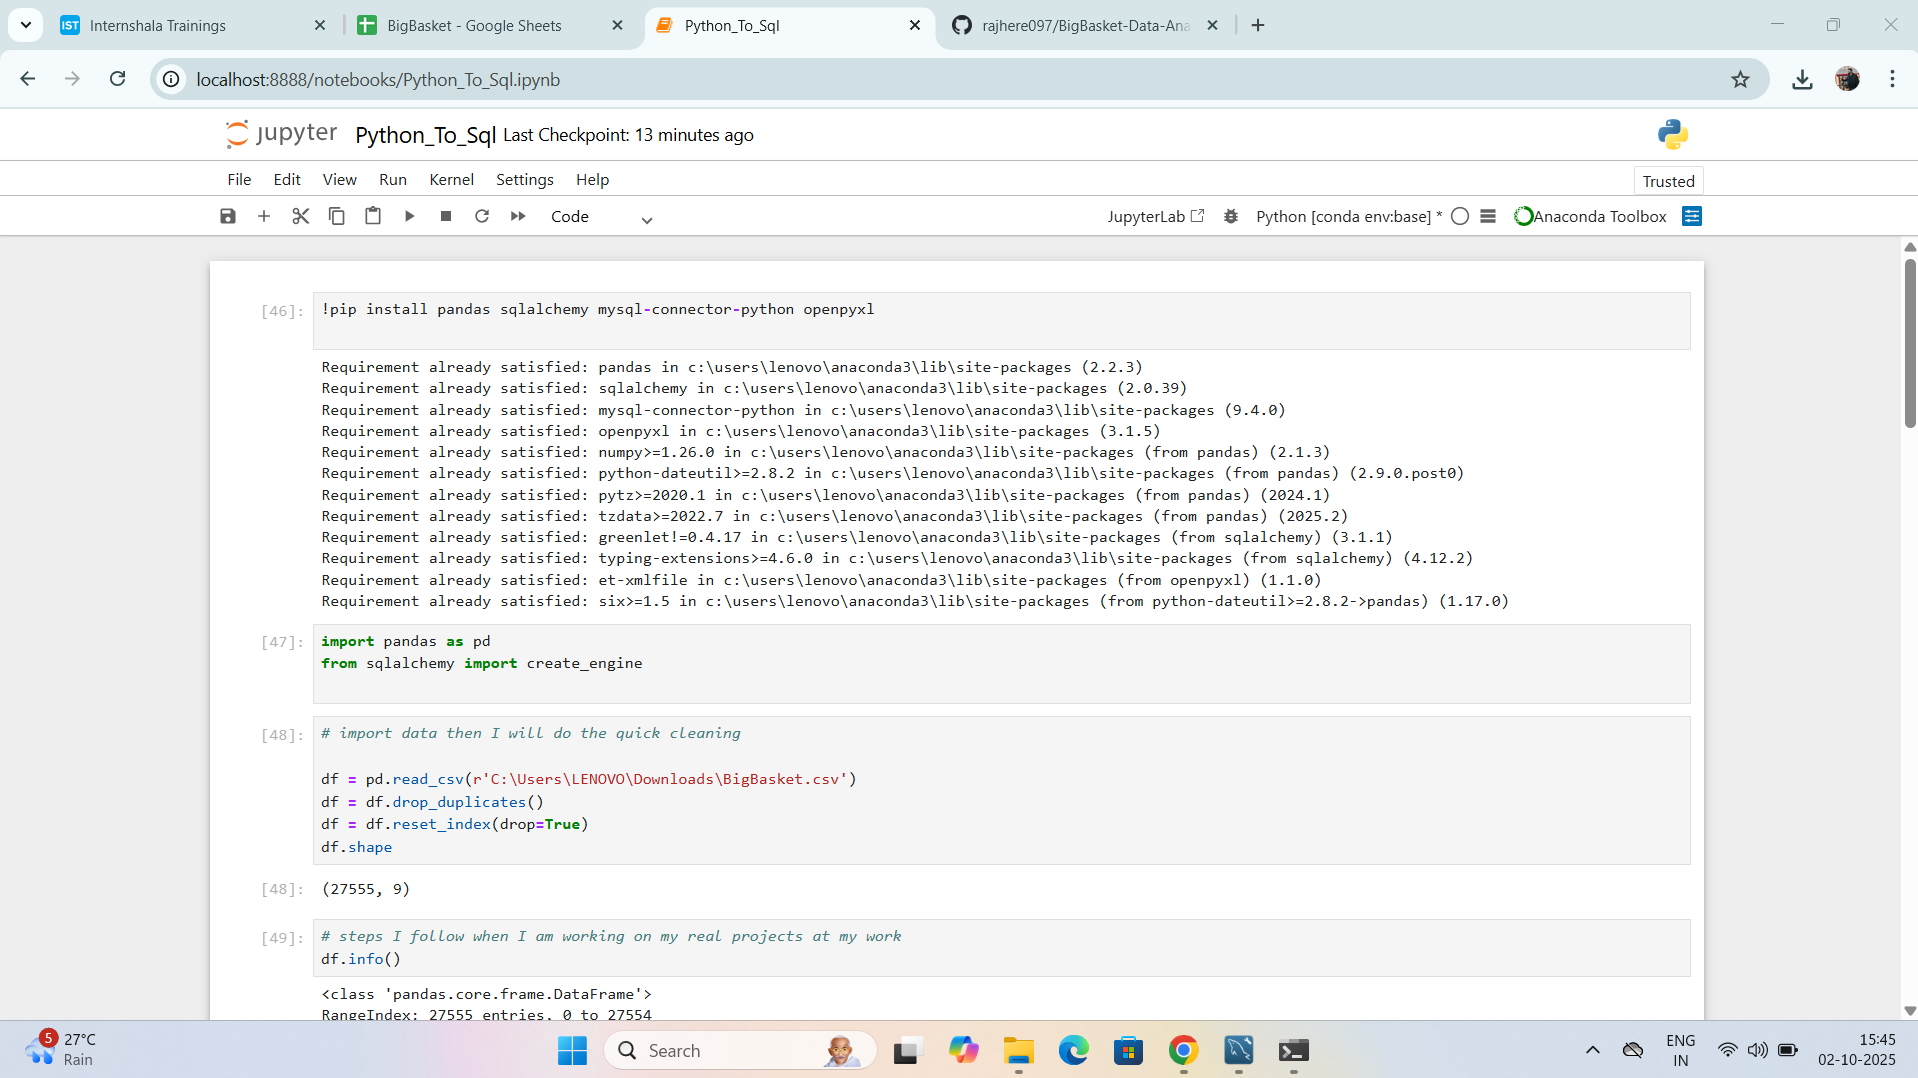 IST Internshala Trainings
BigBasket - Google Sheets
Python_To_Sql
rajhere097/BigBasket-Data-Ana
localhost:8888/notebooks/Python_To_Sql.ipynb
jupyter Python_To_Sql Last Checkpoint: 13 minutes ago
File Edit View Run Kernel Settings Help
Trusted
Code
JupyterLab Python [conda env:base] * Anaconda Toolbox
[46]: !pip install pandas sqlalchemy mysql-connector-python openpyxl
Requirement already satisfied: pandas in c:\users\lenovo\anaconda3\lib\site-packages (2.2.3)
Requirement already satisfied: sqlalchemy in c:\users\lenovo\anaconda3\lib\site-packages (2.0.39)
Requirement already satisfied: mysql-connector-python in c:\users\lenovo\anaconda3\lib\site-packages (9.4.0)
Requirement already satisfied: openpyxl in c:\users\lenovo\anaconda3\lib\site-packages (3.1.5)
Requirement already satisfied: numpy>=1.26.0 in c:\users\lenovo\anaconda3\lib\site-packages (from pandas) (2.1.3)
Requirement already satisfied: python-dateutil>=2.8.2 in c:\users\lenovo\anaconda3\lib\site-packages (from pandas) (2.9.0.post0)
Requirement already satisfied: pytz>=2020.1 in c:\users\lenovo\anaconda3\lib\site-packages (from pandas) (2024.1)
Requirement already satisfied: tzdata>=2022.7 in c:\users\lenovo\anaconda3\lib\site-packages (from pandas) (2025.2)
Requirement already satisfied: greenlet!=0.4.17 in c:\users\lenovo\anaconda3\lib\site-packages (from sqlalchemy) (3.1.1)
Requirement already satisfied: typing-extensions>=4.6.0 in c:\users\lenovo\anaconda3\lib\site-packages (from sqlalchemy) (4.12.2)
Requirement already satisfied: et-xmlfile in c:\users\lenovo\anaconda3\lib\site-packages (from openpyxl) (1.1.0)
Requirement already satisfied: six>=1.5 in c:\users\lenovo\anaconda3\lib\site-packages (from python-dateutil>=2.8.2->pandas) (1.17.0)
[47]: import pandas as pd
from sqlalchemy import create_engine
[48]: # import data then I will do the quick cleaning
df = pd.read_csv(r'C:\Users\LENOVO\Downloads\BigBasket.csv')
df = df.drop_duplicates()
df = df.reset_index(drop=True)
df.shape
[48]: (27555, 9)
[49]: # steps I follow when I am working on my real projects at my work
df.info()
<class 'pandas.core.frame.DataFrame'>
RangeIndex: 27555 entries, 0 to 27554
5 27°C
Rain
Search
ENG
IN
15:45
02-10-2025